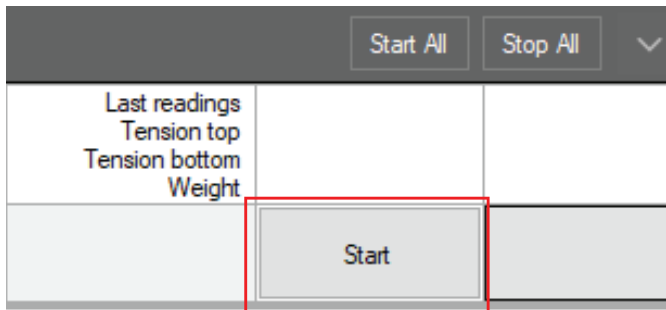 Start All Stop All
Last readings
Tension top
Tension bottom
Weight
Start